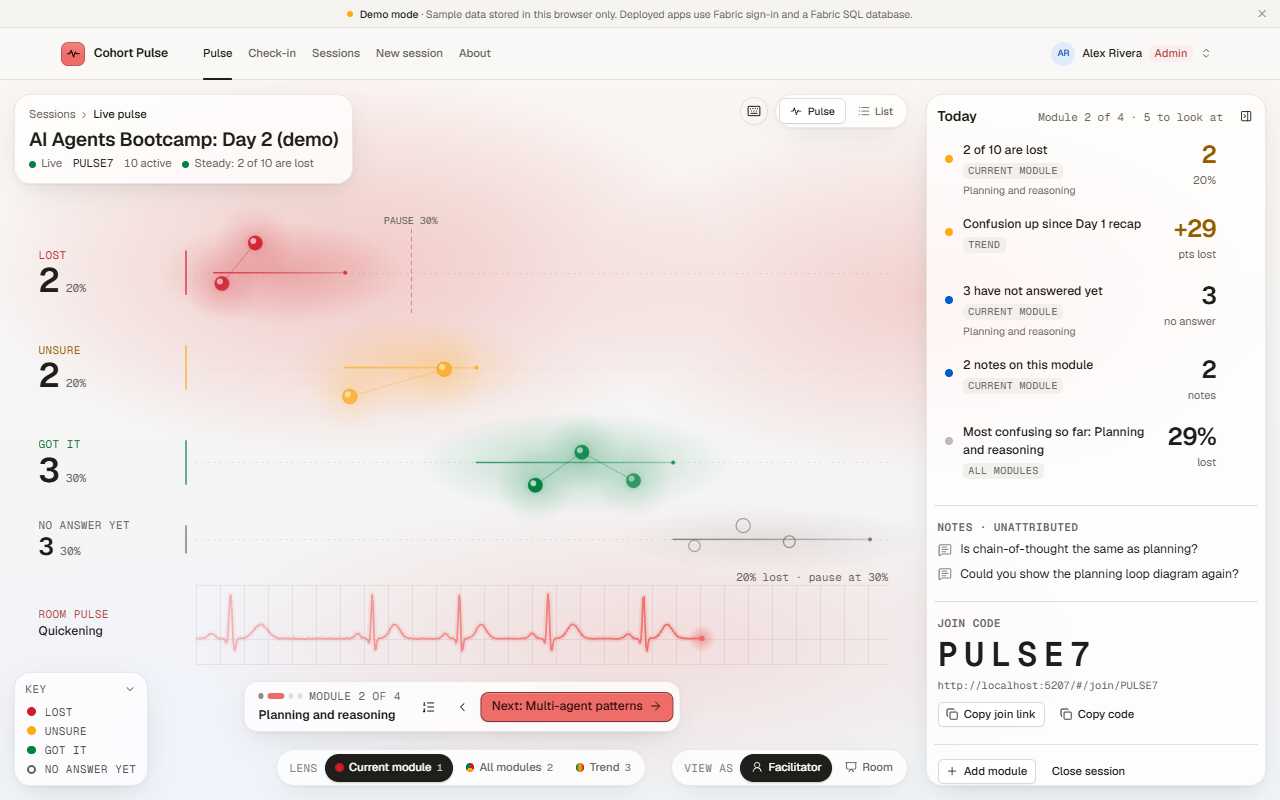 Demo mode · Sample data stored in this browser only. Deployed apps use Fabric sign-in and a Fabric SQL database.
Cohort Pulse
Pulse
Check-in
Sessions
New session
About
AR
Alex Rivera
Admin
Sessions › Live pulse
AI Agents Bootcamp: Day 2 (demo)
Live PULSE7 10 active Steady: 2 of 10 are lost
Pulse
List
PAUSE 30%
LOST
2 20%
UNSURE
2 20%
GOT IT
3 30%
NO ANSWER YET
3 30%
20% lost · pause at 30%
ROOM PULSE
Quickening
KEY
LOST
UNSURE
GOT IT
NO ANSWER YET
MODULE 2 OF 4
Planning and reasoning
Next: Multi-agent patterns
LENS
Current module 1
All modules 2
Trend 3
VIEW AS
Facilitator
Room
Today
Module 2 of 4 · 5 to look at
2 of 10 are lost
CURRENT MODULE
Planning and reasoning
2
20%
Confusion up since Day 1 recap
TREND
+29
pts lost
3 have not answered yet
CURRENT MODULE
Planning and reasoning
3
no answer
2 notes on this module
CURRENT MODULE
2
notes
Most confusing so far: Planning
and reasoning
ALL MODULES
29%
lost
NOTES · UNATTRIBUTED
Is chain-of-thought the same as planning?
Could you show the planning loop diagram again?
JOIN CODE
PULSE7
http://localhost:5207/#/join/PULSE7
Copy join link
Copy code
Add module
Close session